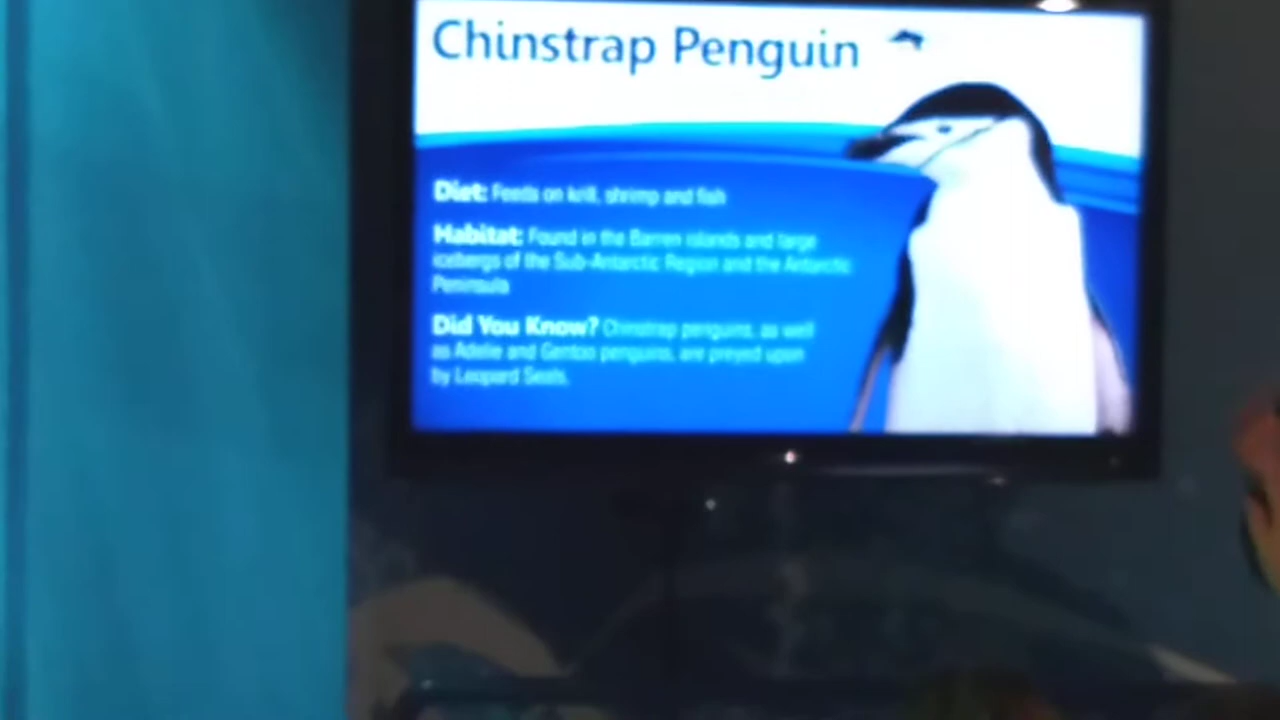 Chinstrap Penguin
Diet: Feeds on krill, shrimp and fish
Habitat: Found in the Barren islands and large
icebergs of the Sub-Antarctic Region and the Antarctic
Peninsula
Did You Know? Chinstrap penguins, as well
as Adelie and Gentoo penguins, are preyed upon
by Leopard Seals.